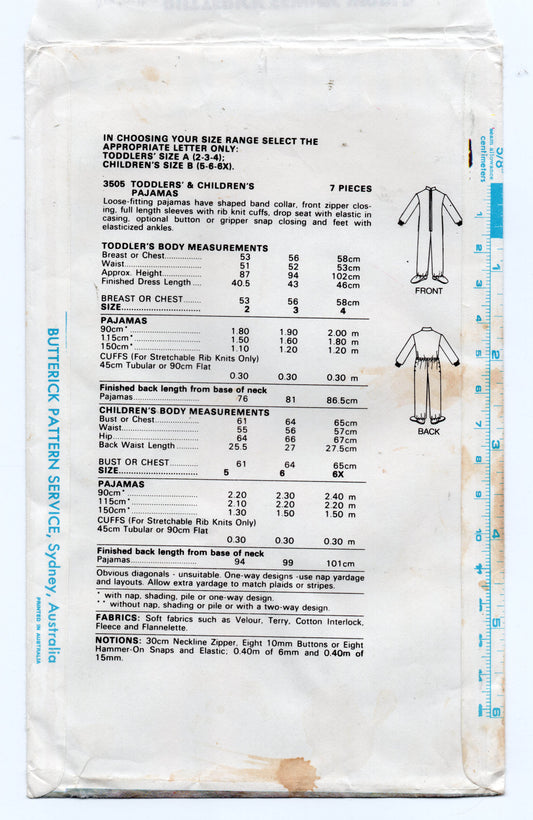 IN CHOOSING YOUR SIZE RANGE SELECT THE
APPROPRIATE LETTER ONLY:
TODDLERS' SIZE A (2-3-4);
CHILDREN'S SIZE B (5-6-6X).
3505 TODDLERS' & CHILDREN'S 7 PIECES
PAJAMAS
Loose-fitting pajamas have shaped band collar, front zipper clos-
ing, full length sleeves with rib knit cuffs, drop seat with elastic in
casing, optional button or gripper snap closing and feet with
elasticized ankles.
TODDLER'S BODY MEASUREMENTS
Breast or Chest................ 53 56 58cm
Waist................ 51 52 53cm
Approx. Height................ 87 94 102cm
Finished Dress Length.... 40.5 43 46cm
BREAST OR CHEST....... 53 56 58cm
SIZE................ 2 3 4
PAJAMAS
90cm*................ 1.80 1.90 2.00 m
115cm*................ 1.50 1.60 1.80 m
150cm*................ 1.10 1.20 1.20 m
CUFFS (For Stretchable Rib Knits Only)
45cm Tubular or 90cm Flat
0.30 0.30 0.30 m
Finished back length from base of neck
Pajamas................ 76 81 86.5cm
CHILDREN'S BODY MEASUREMENTS
Bust or Chest................ 61 64 65cm
Waist................ 55 56 57cm
Hip................ 64 66 67cm
Back Waist Length.......... 25.5 27 27.5cm
BUST OR CHEST.......... 61 64 65cm
SIZE................ 5 6 6X
PAJAMAS
90cm*................ 2.20 2.30 2.40 m
115cm*................ 2.10 2.20 2.20 m
150cm*................ 1.30 1.50 1.50 m
CUFFS (For Stretchable Rib Knits Only)
45cm Tubular or 90cm Flat
0.30 0.30 0.30 m
Finished back length from base of neck
Pajamas................ 94 99 101cm
Obvious diagonals - unsuitable. One-way designs -use nap yardage
and layouts. Allow extra yardage to match plaids or stripes.
* with nap, shading, pile or one-way design.
** without nap, shading or pile or with a two-way design.
FABRICS: Soft fabrics such as Velour, Terry, Cotton Interlock,
Fleece and Flannelette.
NOTIONS: 30cm Neckline Zipper, Eight 10mm Buttons or Eight
Hammer-On Snaps and Elastic; 0.40m of 6mm and 0.40m of
15mm.
FRONT
BACK
BUTTERICK PATTERN SERVICE, Sydney, Australia
PRINTED IN AUSTRALIA
5/8"
Seam allowance
centimeters
1 2 3 4 5 6 7 8 9 10
1 2 3 4 5 6